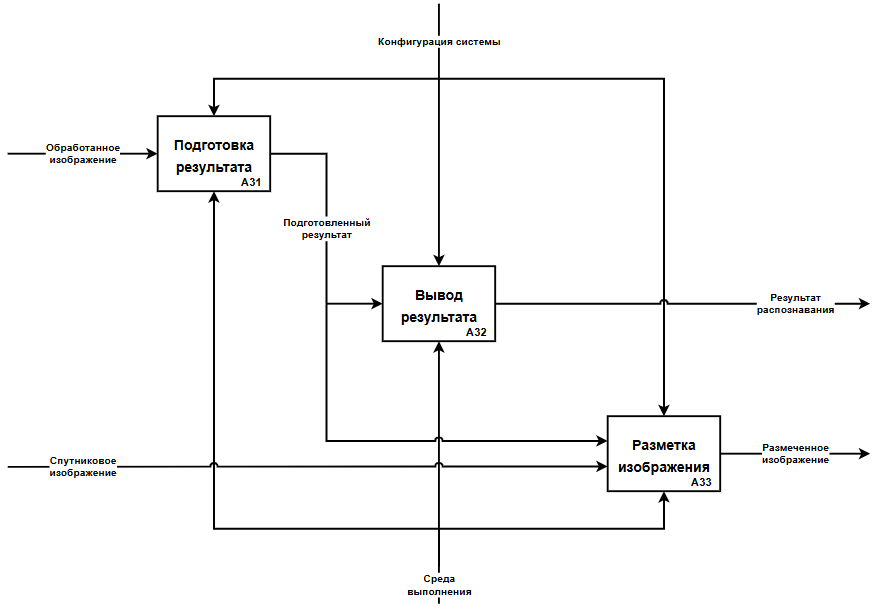 Конфигурация системы
Подготовка
результата
A31
Обработанное
изображение
Подготовленный
результат
Вывод
результата
A32
Результат
распознавания
Разметка
изображения
A33
Спутниковое
изображение
Размеченное
изображение
Среда
выполнения